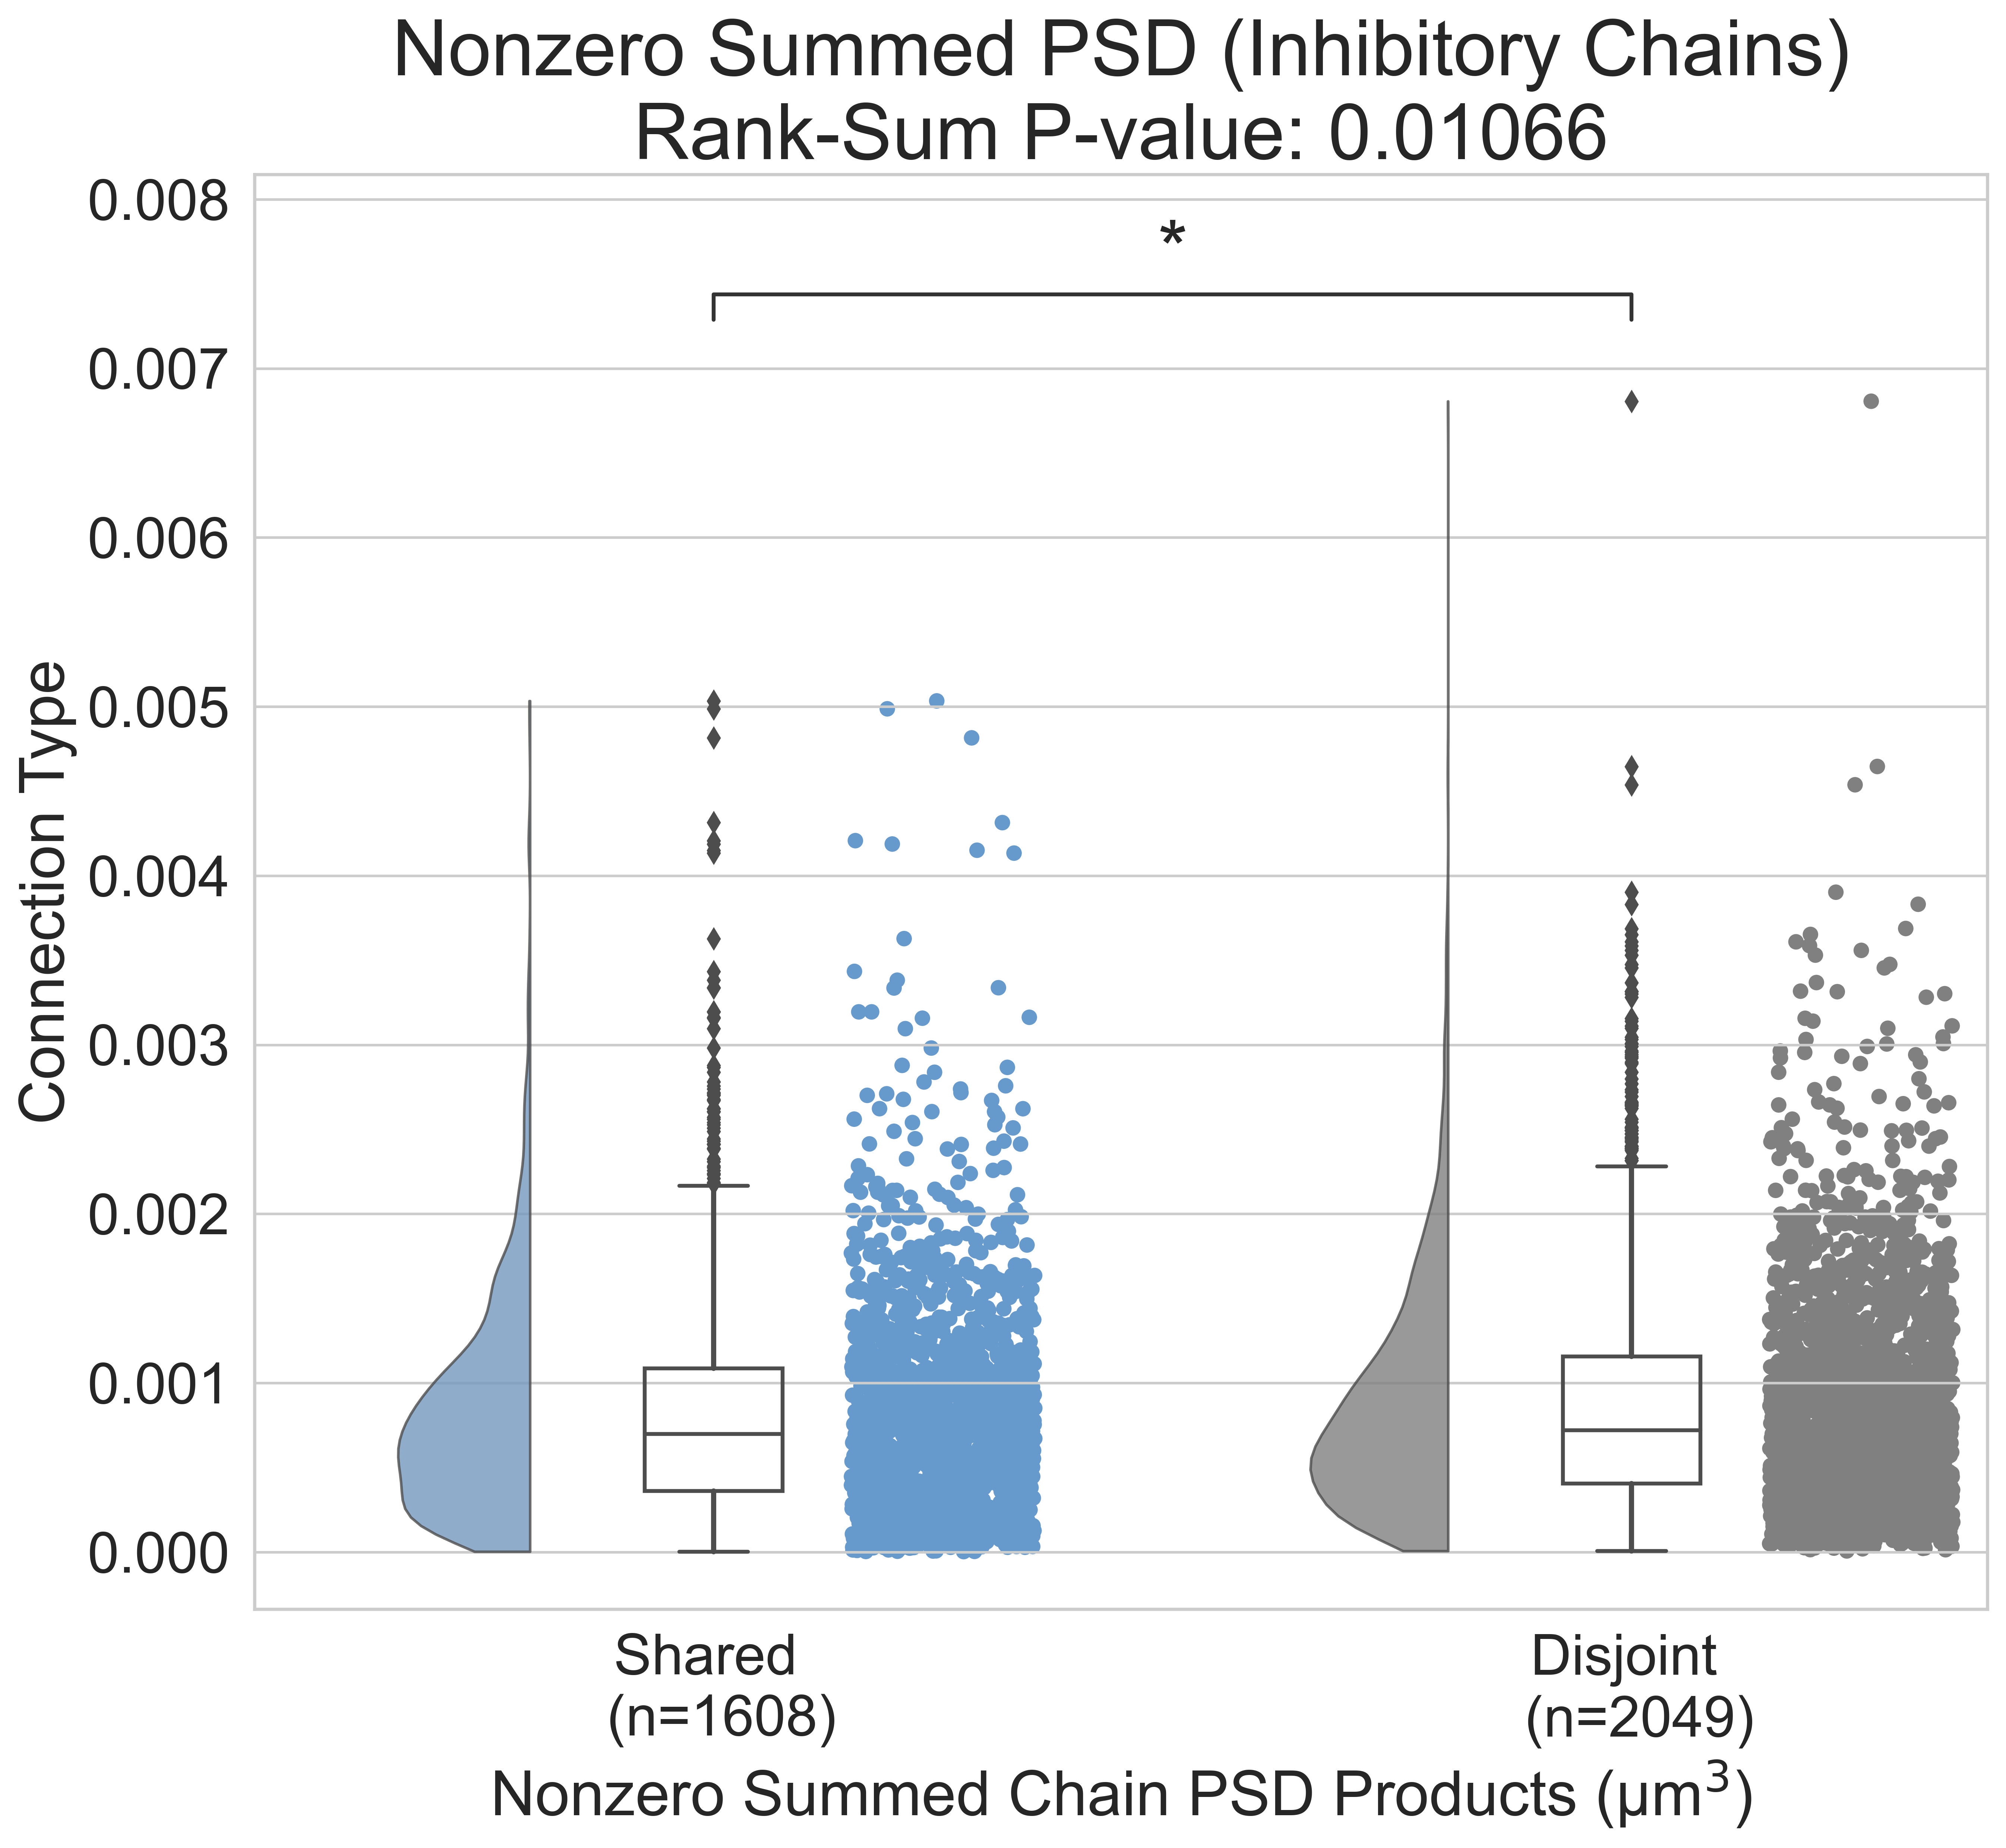 Nonzero Summed PSD (Inhibitory Chains)
Rank-Sum P-value: 0.01066
0.008
*
0.007
0.006
0.005
0.004
0.003
0.002
0.001
0.000
Connection Type
Shared
(n=1608)
Disjoint
(n=2049)
Nonzero Summed Chain PSD Products (μm³)